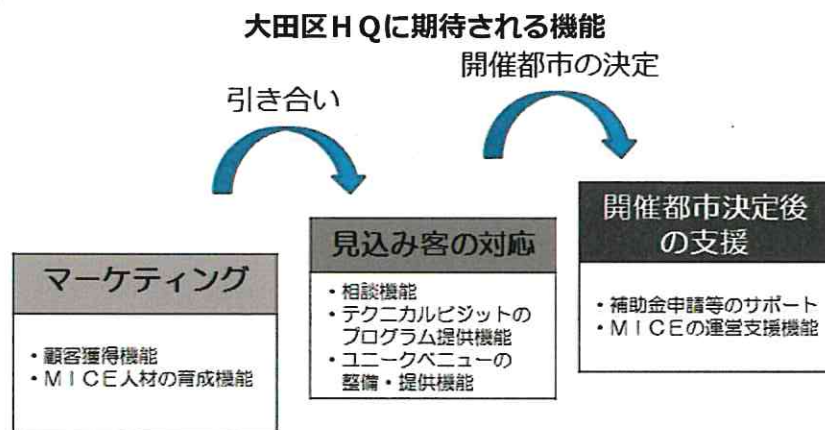 大田区ＨＱに期待される機能
開催都市の決定
引き合い
マーケティング
・顧客獲得機能
・ＭＩＣＥ人材の育成機能
見込み客の対応
・相談機能
・テクニカルビジットの
プログラム提供機能
・ユニークベニューの
整備・提供機能
開催都市決定後
の支援
・補助金申請等のサポート
・ＭＩＣＥの運営支援機能